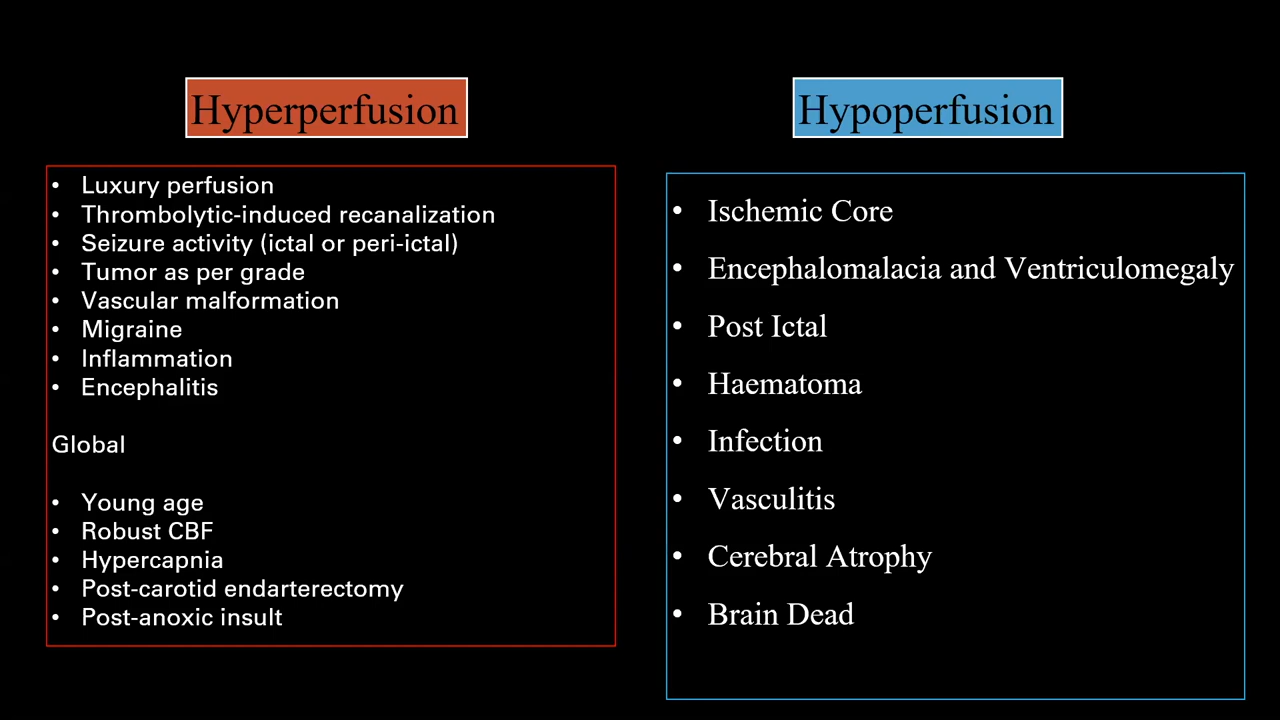 Hyperperfusion
• Luxury perfusion
• Thrombolytic-induced recanalization
• Seizure activity (ictal or peri-ictal)
• Tumor as per grade
• Vascular malformation
• Migraine
• Inflammation
• Encephalitis
Global
• Young age
• Robust CBF
• Hypercapnia
• Post-carotid endarterectomy
• Post-anoxic insult
Hypoperfusion
• Ischemic Core
• Encephalomalacia and Ventriculomegaly
• Post Ictal
• Haematoma
• Infection
• Vasculitis
• Cerebral Atrophy
• Brain Dead